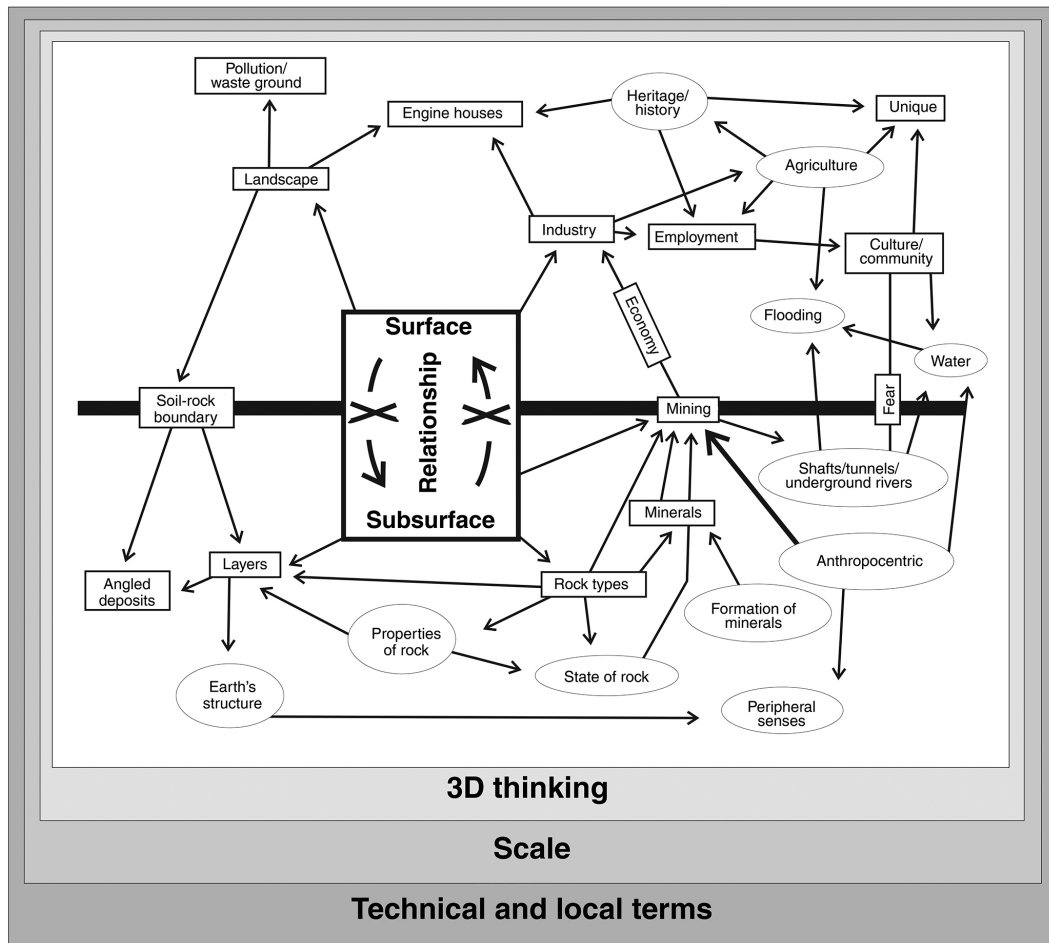 Pollution/
waste ground
Engine houses
Heritage/
history
Unique
Landscape
Agriculture
Industry
Employment
Culture/
community
Economy
Flooding
Water
Surface
Relationship
Subsurface
Soil-rock
boundary
Mining
Fear
Shafts/tunnels/
underground rivers
Minerals
Layers
Angled
deposits
Rock types
Anthropocentric
Formation of
minerals
Properties
of rock
State of rock
Earth's
structure
Peripheral
senses
3D thinking
Scale
Technical and local terms